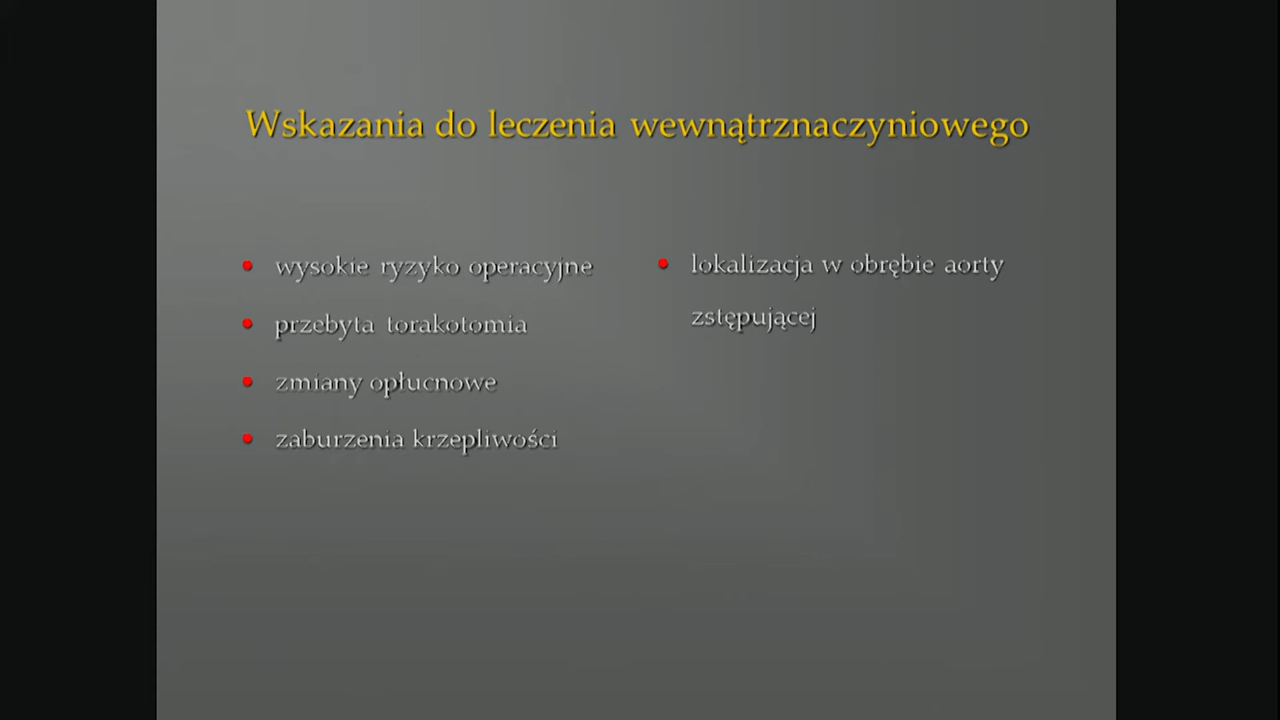 Wskazania do leczenia wewnątrznaczyniowego
wysokie ryzyko operacyjne
przebyta torakotomia
zmiany opłucnowe
zaburzenia krzepliwości
lokalizacja w obrębie aorty
zstępującej